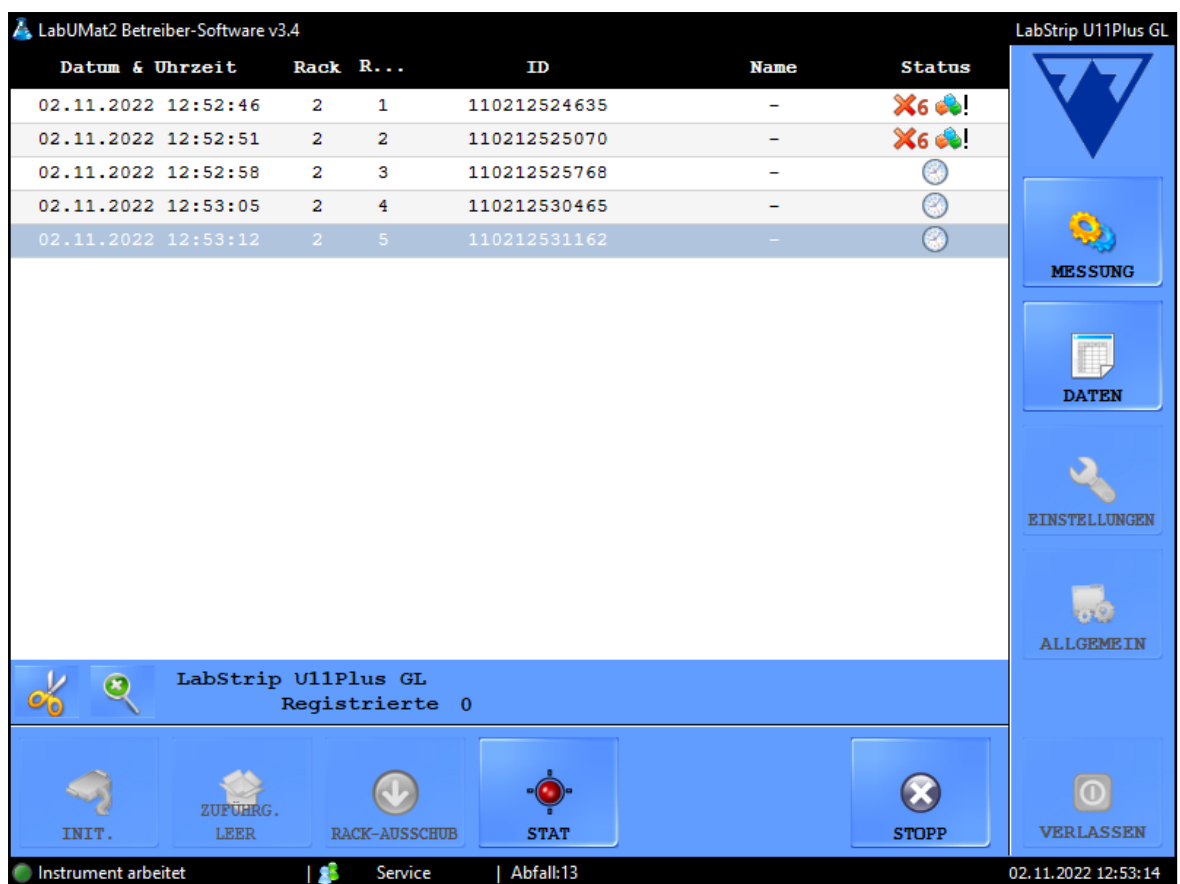 LabUMat2 Betreiber-Software v3.4 LabStrip U11Plus GL
Datum & Uhrzeit Rack R... ID Name Status
02.11.2022 12:52:46 2 1 110212524635 - 6 !
02.11.2022 12:52:51 2 2 110212525070 - 6 !
02.11.2022 12:52:58 2 3 110212525768 -
02.11.2022 12:53:05 2 4 110212530465 -
02.11.2022 12:53:12 2 5 110212531162 -
MESSUNG
DATEN
EINSTELLUNGEN
ALLGEMEIN
LabStrip U11Plus GL
Registrierte 0
INIT.
ZUFÜHRG.
LEER
RACK-AUSSCHUB
STAT
STOPP
VERLASSEN
Instrument arbeitet | Service | Abfall:13 02.11.2022 12:53:14